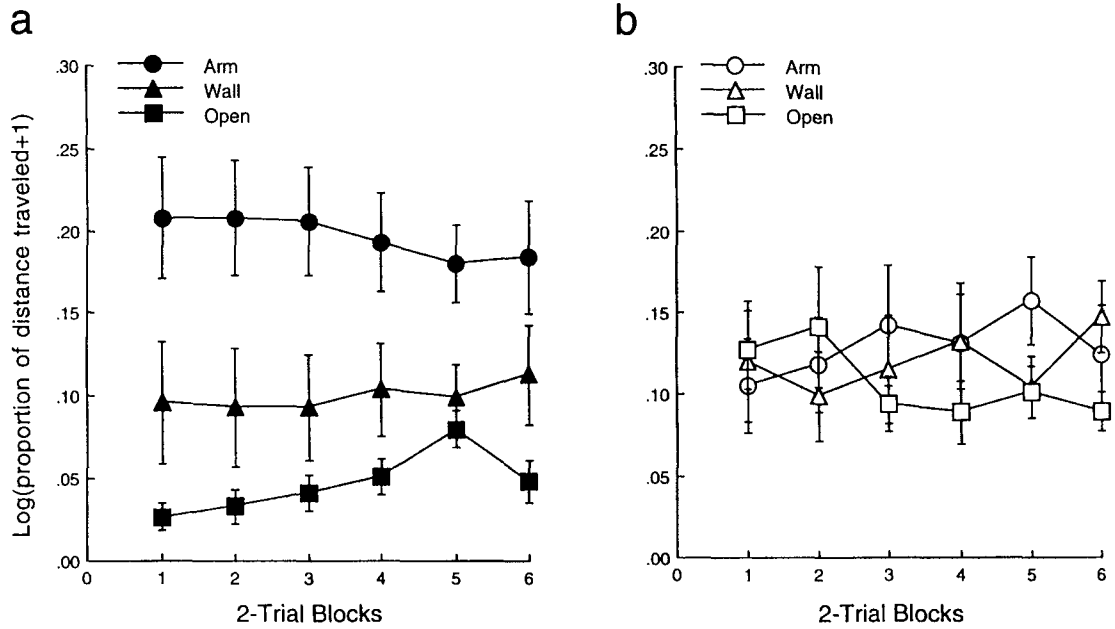 a
Arm
Wall
Open
.30
.25
.20
.15
.10
.05
.00
0 1 2 3 4 5 6
Log(proportion of distance traveled+1)
2-Trial Blocks
b
Arm
Wall
Open
.30
.25
.20
.15
.10
.05
.00
0 1 2 3 4 5 6
2-Trial Blocks